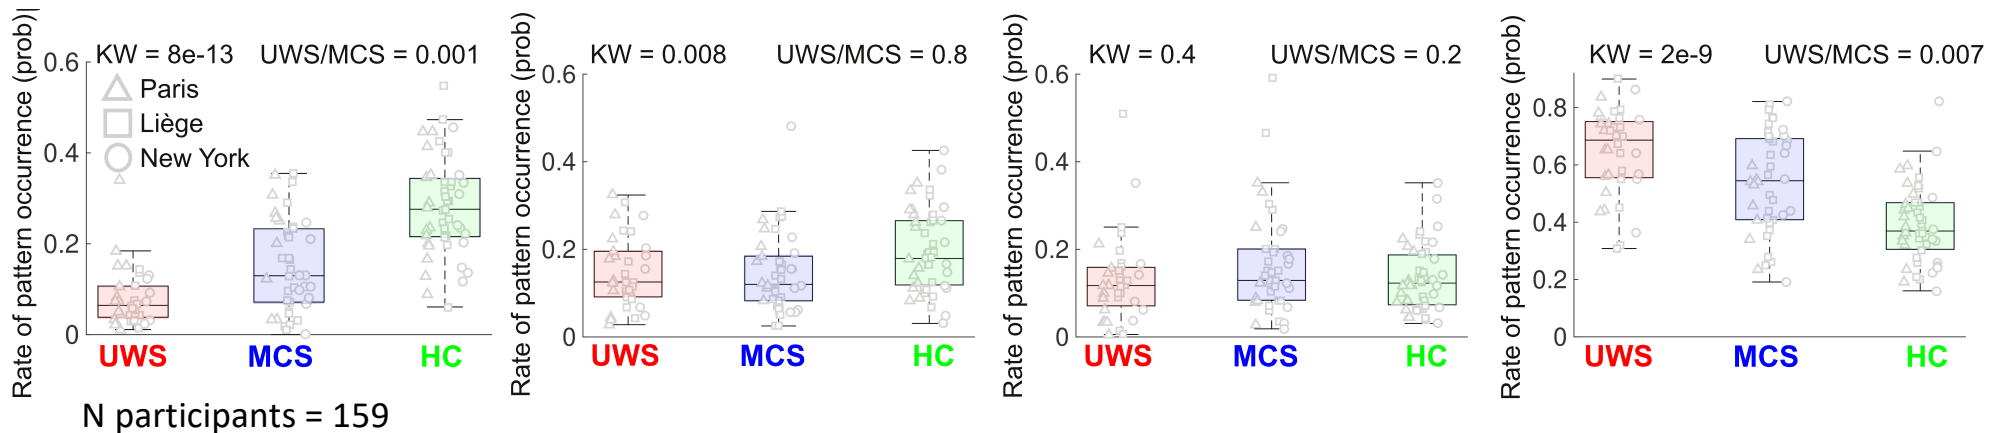 Rate of pattern occurrence (prob)
KW = 8e-13 UWS/MCS = 0.001
0.6
0.4
0.2
0
Paris
Liège
New York
UWS MCS HC
Rate of pattern occurrence (prob)
KW = 0.008 UWS/MCS = 0.8
0.6
0.4
0.2
0
UWS MCS HC
Rate of pattern occurrence (prob)
KW = 0.4 UWS/MCS = 0.2
0.6
0.4
0.2
0
UWS MCS HC
Rate of pattern occurrence (prob)
KW = 2e-9 UWS/MCS = 0.007
0.8
0.6
0.4
0.2
0
UWS MCS HC
N participants = 159